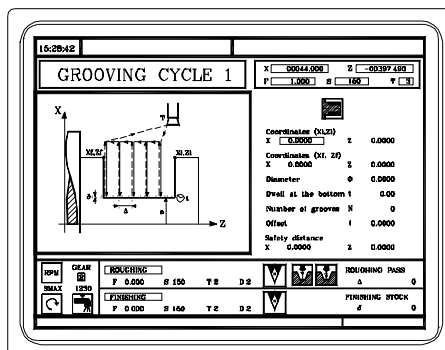 15:28:42
GROOVING CYCLE 1
X 00044.000 Z -00397.490
F 1.000 S 150 T 3
X
Xf,Zf
Xi,Zi
T
δ
Δ
t
Z
Coordinates (Xi,Zi)
X 0.0000 Z 0.0000
Coordinates (Xf, Zf)
X 0.0000 Z 0.0000
Diameter Θ 0.0000
Dwell at the bottom t 0.00
Number of grooves N 0
Offset l 0.0000
Safety distance
X 0.0000 Z 0.0000
RPM GEAR
SMAX 1230
ROUGHING
F 0.000 S 150 T 2 D 2
ROUGHING PASS
Δ 0
FINISHING
F 0.000 S 160 T 2 D 2
FINISHING STOCK
δ 0